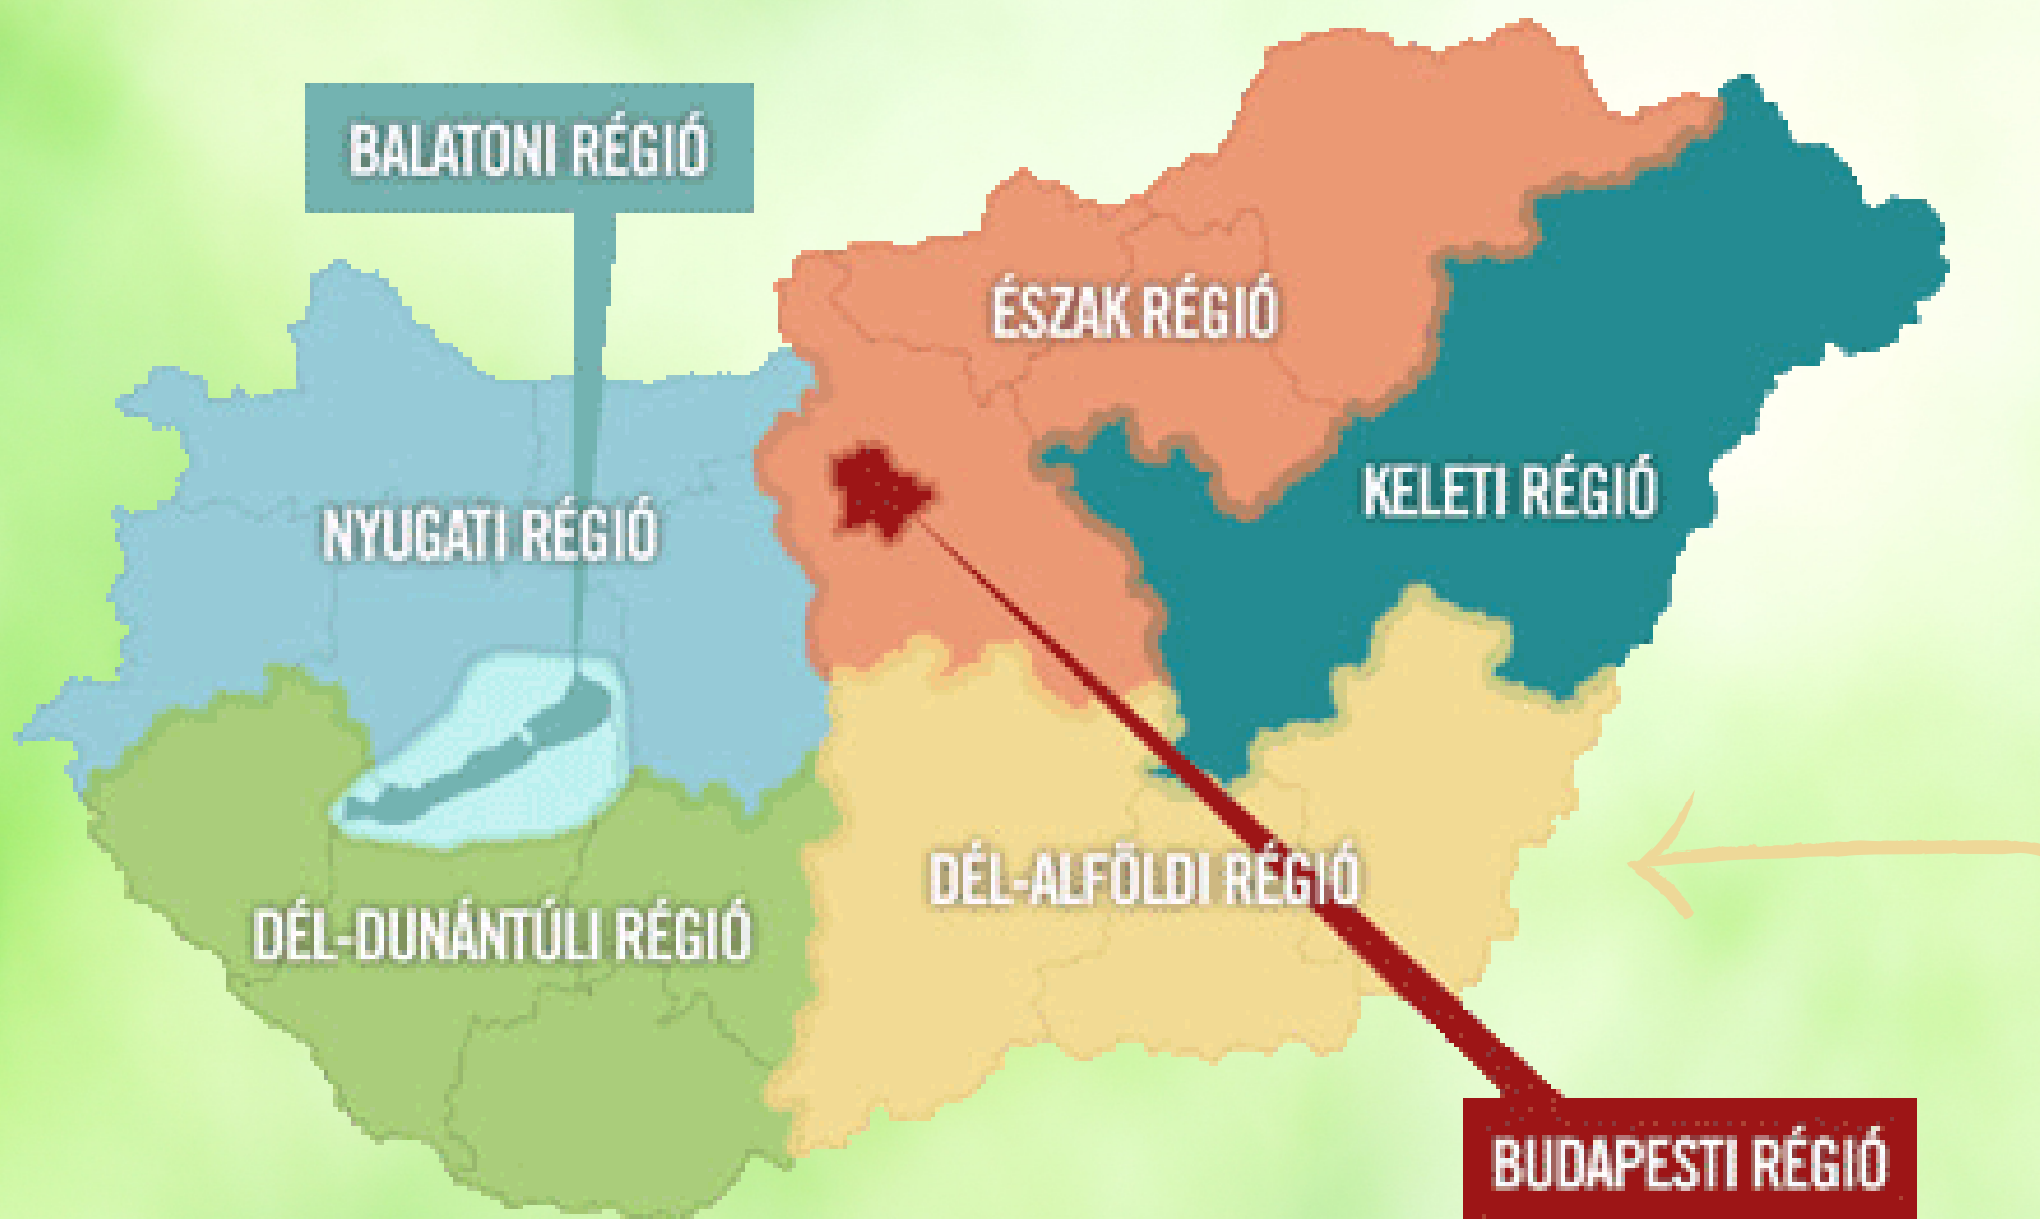 BALATONI RÉGIÓ
ÉSZAK RÉGIÓ
KELETI RÉGIÓ
NYUGATI RÉGIÓ
DÉL-ALFÖLDI RÉGIÓ
DÉL-DUNÁNTÚLI RÉGIÓ
BUDAPESTI RÉGIÓ